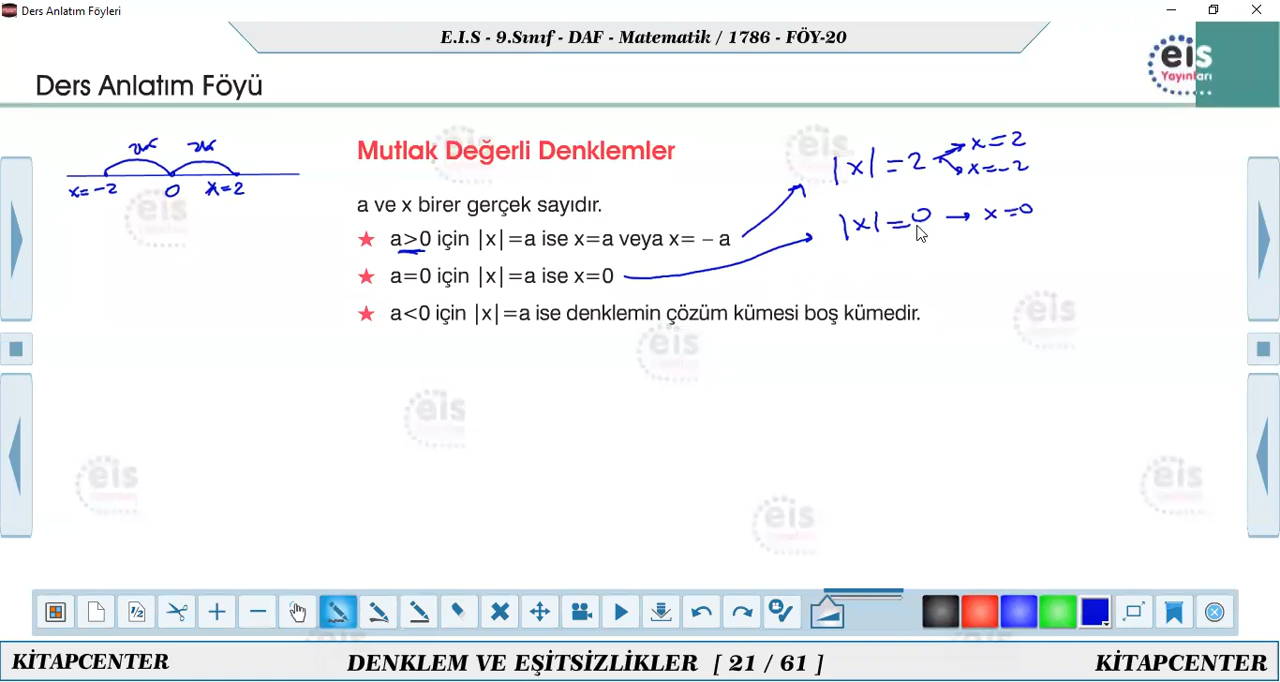 Ders Anlatım Föyleri
E.I.S - 9.Sınıf - DAF - Matematik / 1786 - FÖY-20
Ders Anlatım Föyü
eis
Yayınları
x=-2 0 x=2
Mutlak Değerli Denklemler
|x|=2
x=2
x=-2
a ve x birer gerçek sayıdır.
|x|=0 → x=0
★ a>0 için |x|=a ise x=a veya x= – a
★ a=0 için |x|=a ise x=0
★ a<0 için |x|=a ise denklemin çözüm kümesi boş kümedir.
1/2
KİTAPCENTER
DENKLEM VE EŞİTSİZLİKLER [ 21 / 61 ]
KİTAPCENTER